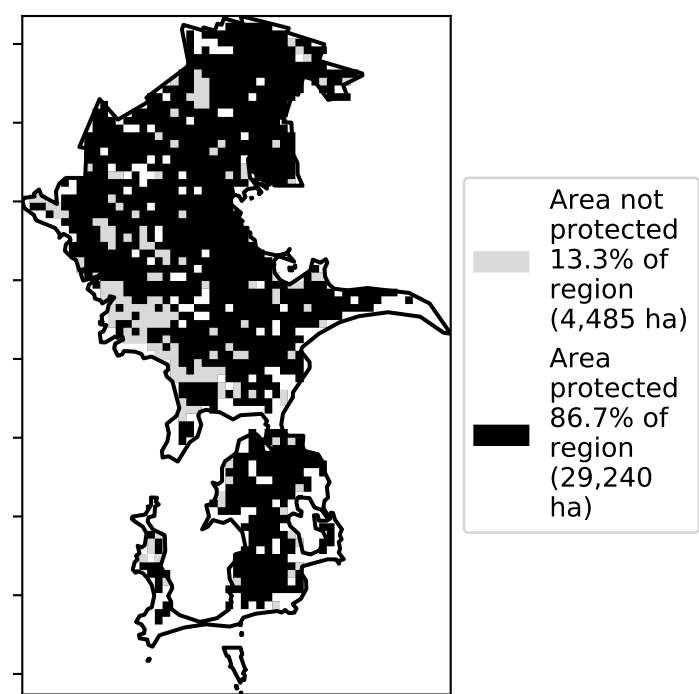 Area not
protected
13.3% of
region
(4,485 ha)
Area
protected
86.7% of
region
(29,240
ha)